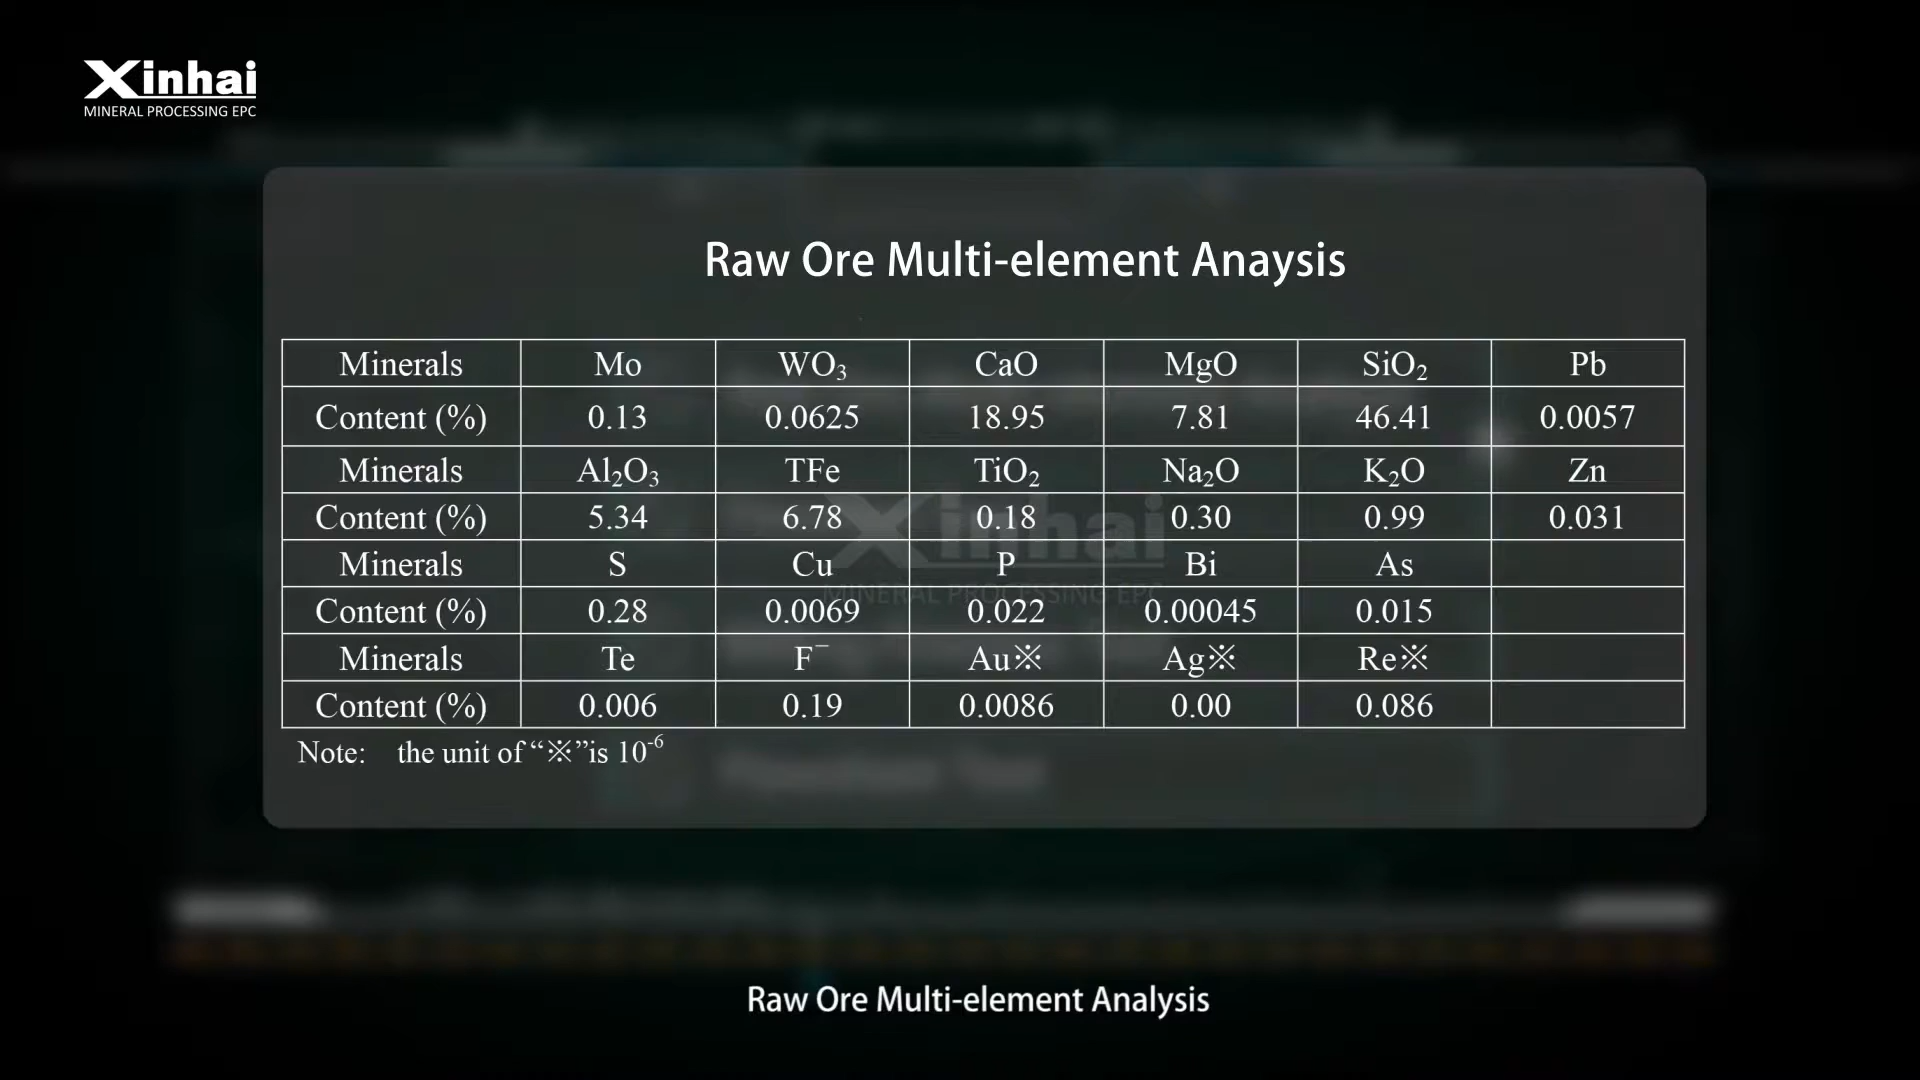 Xinhai
MINERAL PROCESSING EPC
Raw Ore Multi-element Anaysis
Minerals Mo WO₃ CaO MgO SiO₂ Pb
Content (%) 0.13 0.0625 18.95 7.81 46.41 0.0057
Minerals Al₂O₃ TFe TiO₂ Na₂O K₂O Zn
Content (%) 5.34 6.78 0.18 0.30 0.99 0.031
Minerals S Cu P Bi As
Content (%) 0.28 0.0069 0.022 0.00045 0.015
Minerals Te F⁻ Au※ Ag※ Re※
Content (%) 0.006 0.19 0.0086 0.00 0.086
Note: the unit of “※”is 10⁻⁶
Xinhai
MINERAL PROCESSING EPC
Raw Ore Multi-element Analysis